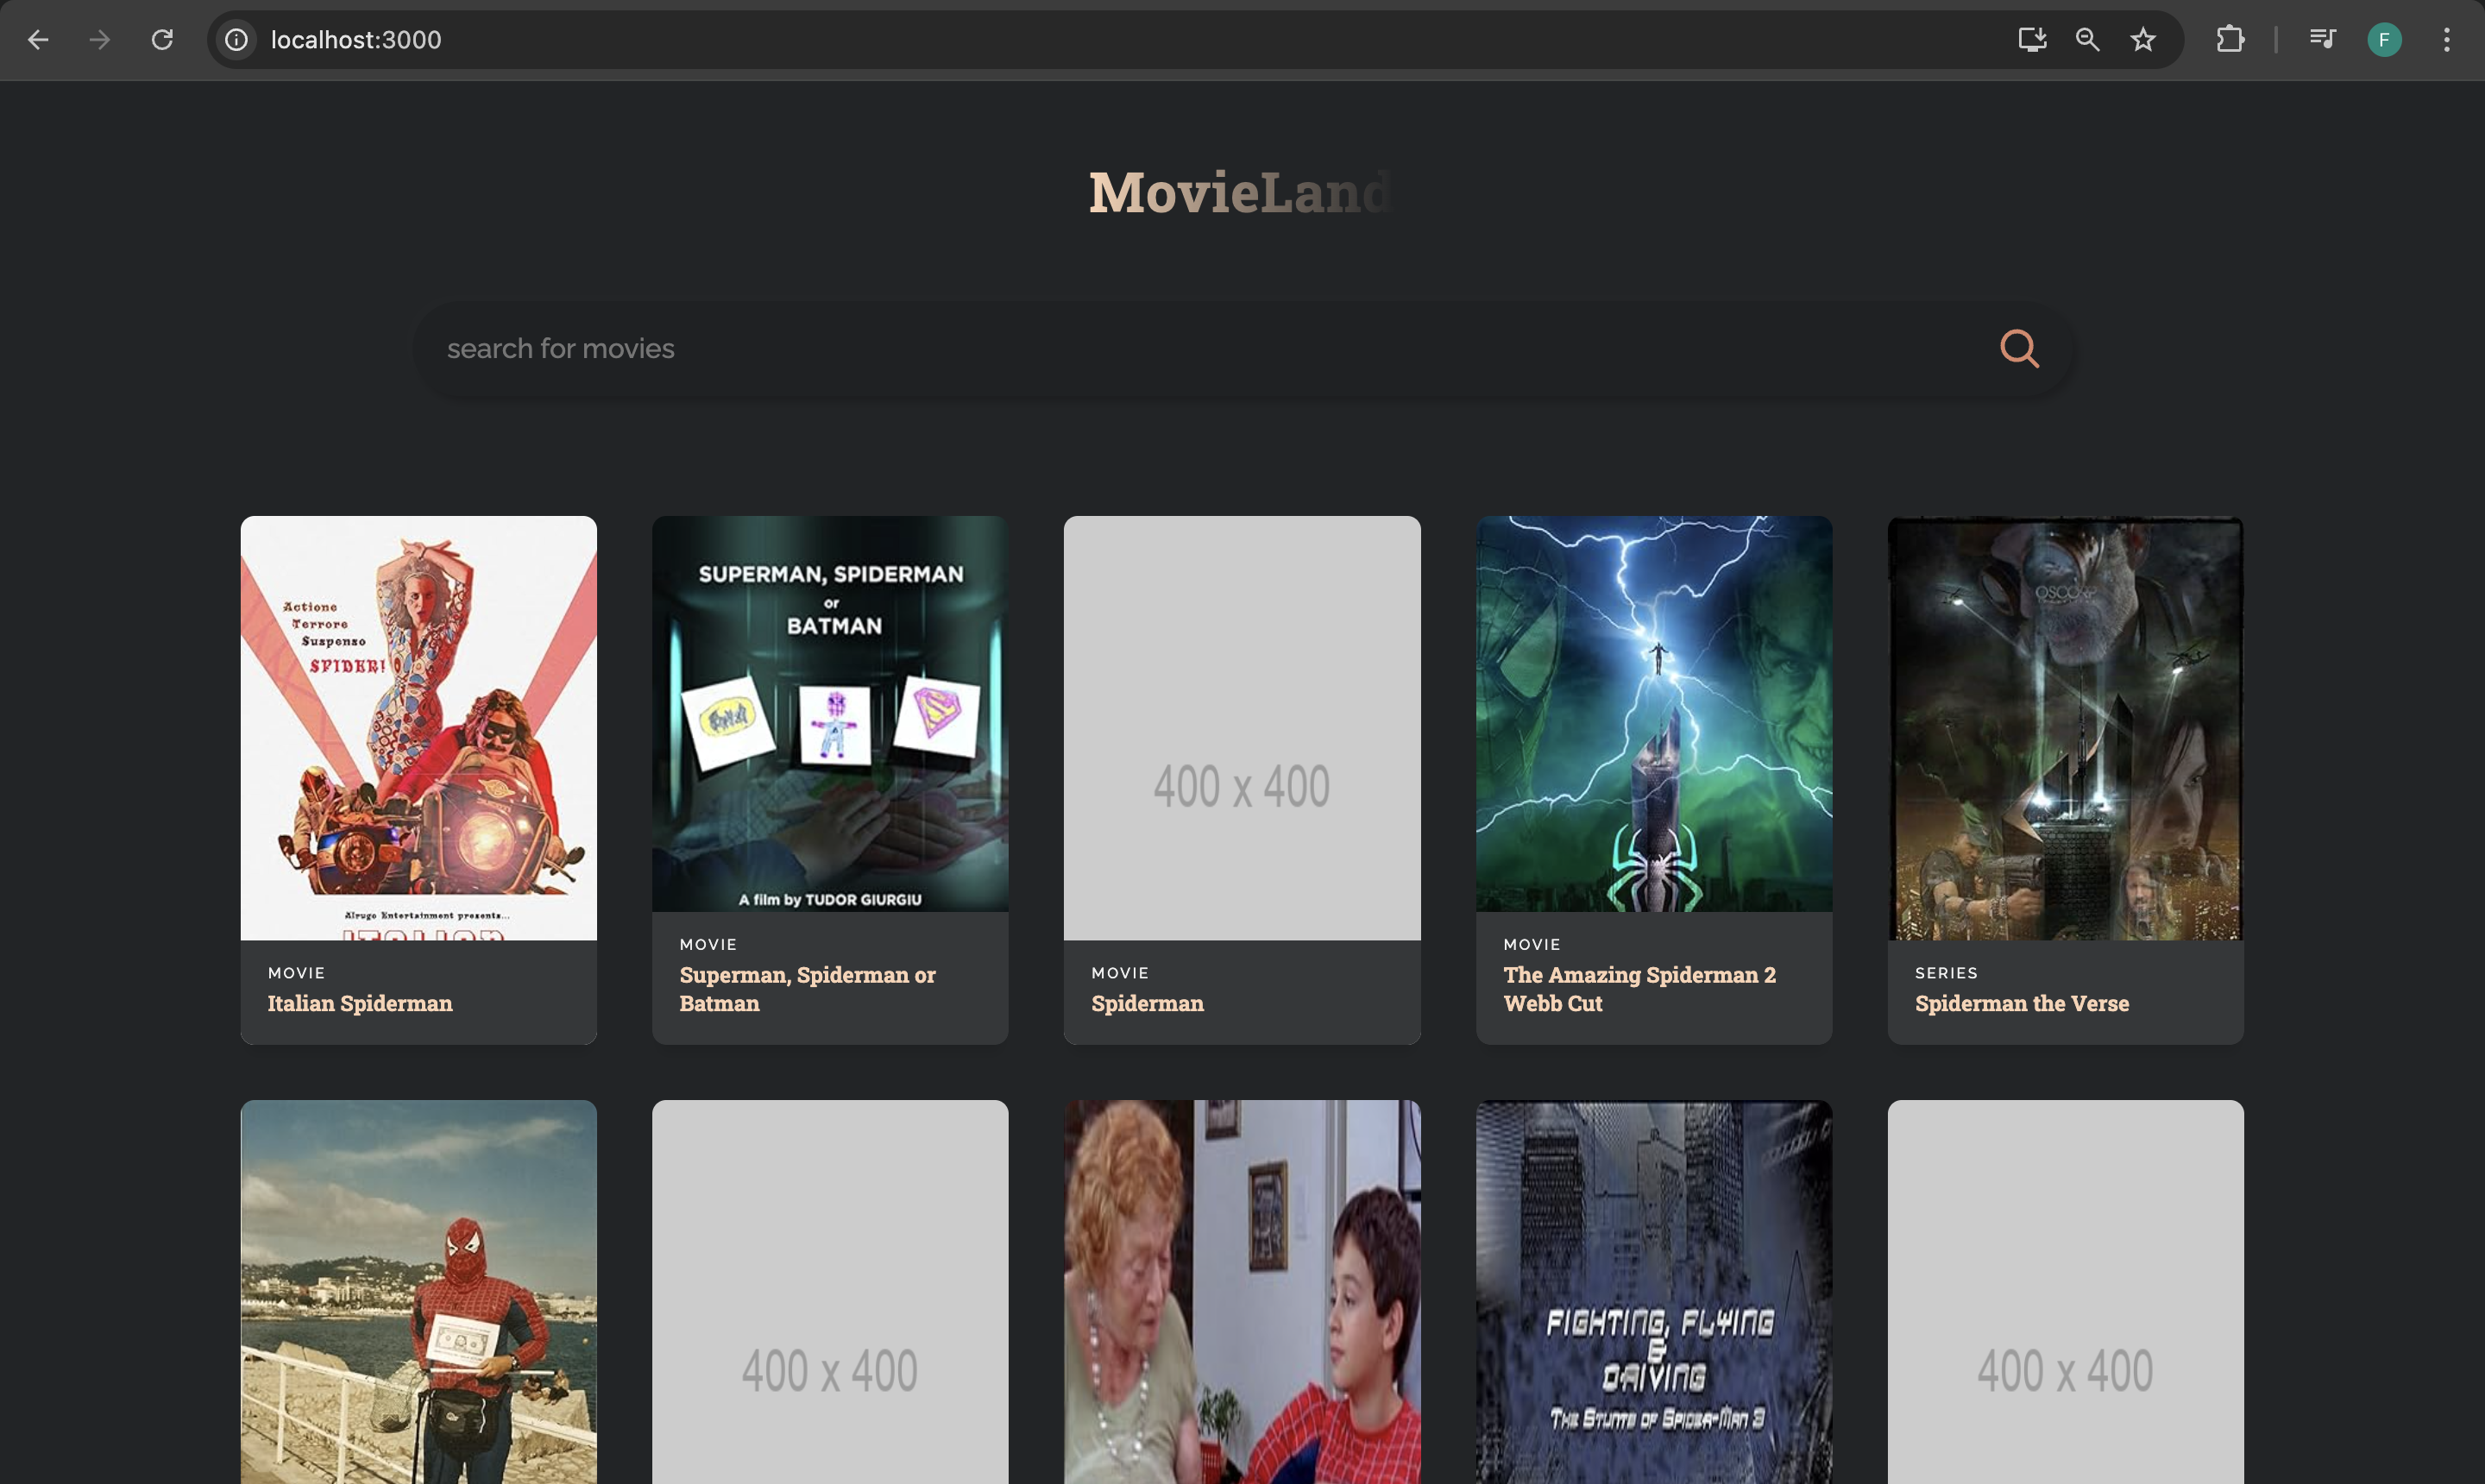 localhost:3000
F
MovieLand
search for movies
Actione
Terrore
Suspenso
SPIDER!
Alrugo Entertainment presents...
ITALIAN
MOVIE
Italian Spiderman
SUPERMAN, SPIDERMAN
or
BATMAN
A film by TUDOR GIURGIU
MOVIE
Superman, Spiderman or
Batman
400 x 400
MOVIE
Spiderman
MOVIE
The Amazing Spiderman 2
Webb Cut
OSCORP
SERIES
Spiderman the Verse
400 x 400
FIGHTING, FLYING
&
DRIVING
THE STUNTS OF SPIDER-MAN 3
400 x 400